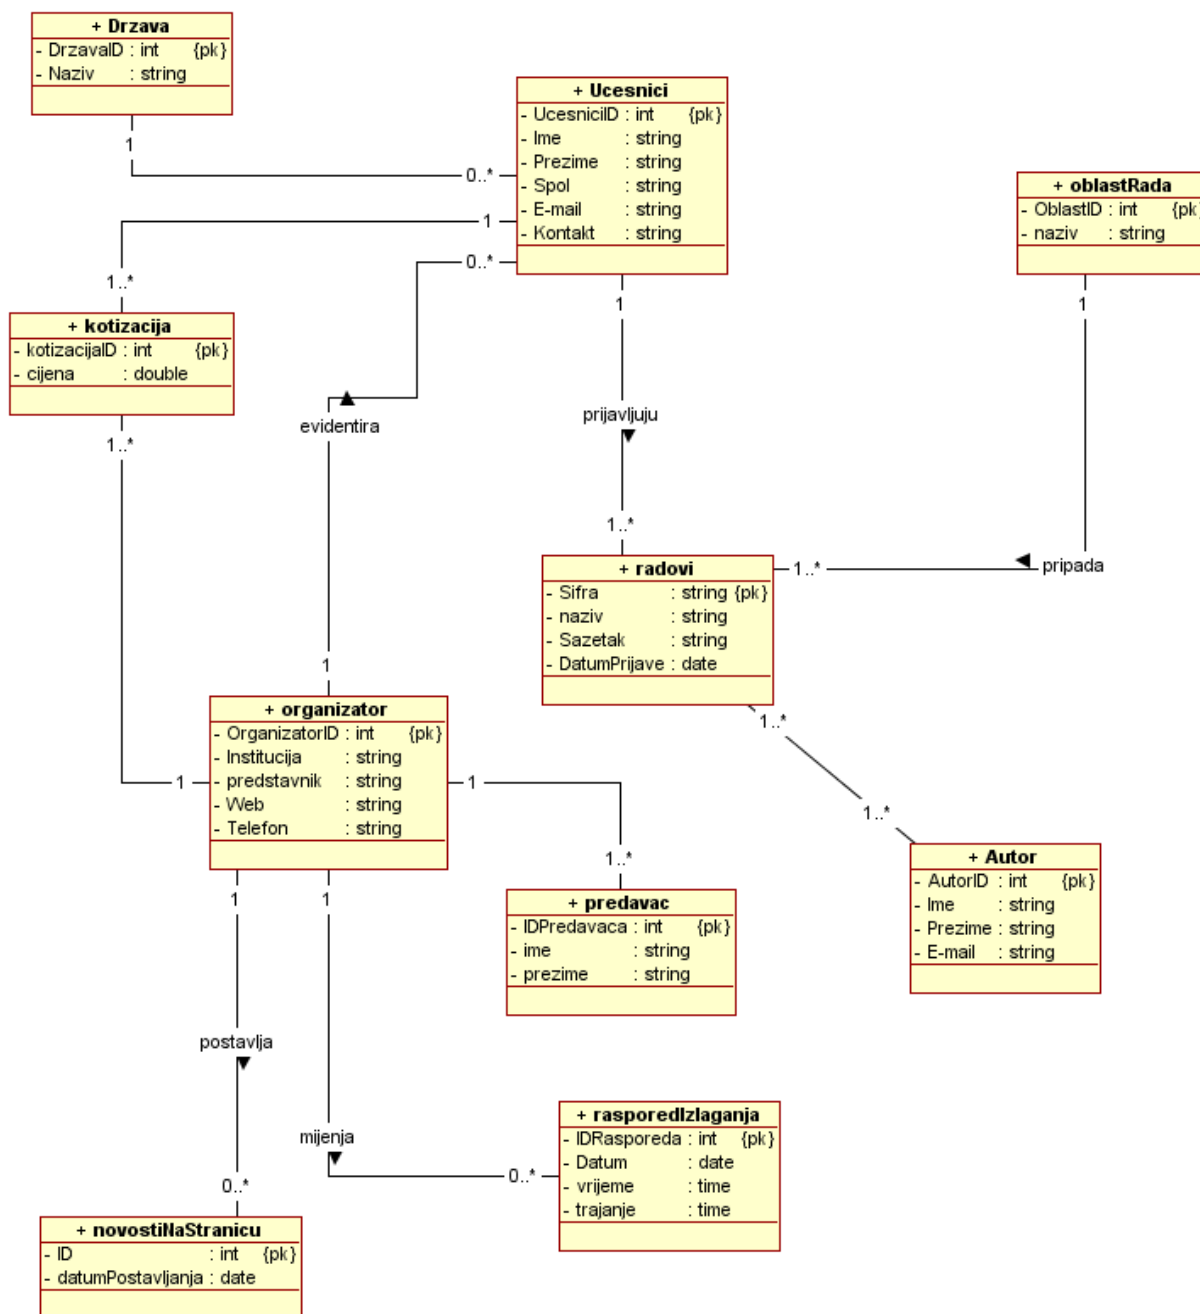 + Drzava
- DrzavaID : int {pk}
- Naziv : string
1
0..*
+ Ucesnici
- UcesniciID : int {pk}
- Ime : string
- Prezime : string
- Spol : string
- E-mail : string
- Kontakt : string
1
0..*
1
+ oblastRada
- OblastID : int {pk}
- naziv : string
1
1..*
+ kotizacija
- kotizacijaID : int {pk}
- cijena : double
1..*
evidentira
prijavljuju
1..*
1..*
pripada
+ radovi
- Sifra : string {pk}
- naziv : string
- Sazetak : string
- DatumPrijave : date
1..*
1
+ organizator
- OrganizatorID : int {pk}
- Institucija : string
- predstavnik : string
- Web : string
- Telefon : string
1
1
1..*
1..*
+ Autor
- AutorID : int {pk}
- Ime : string
- Prezime : string
- E-mail : string
1
1
+ predavac
- IDPredavaca : int {pk}
- ime : string
- prezime : string
postavlja
mijenja
0..*
+ rasporedIzlaganja
- IDRasporeda : int {pk}
- Datum : date
- vrijeme : time
- trajanje : time
0..*
+ novostiNaStranicu
- ID : int {pk}
- datumPostavljanja : date